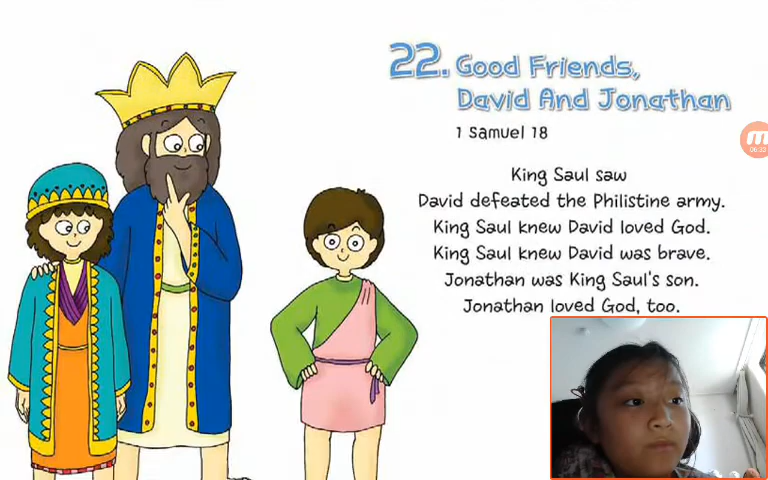 22. Good Friends,
David And Jonathan
1 Samuel 18
King Saul saw
David defeated the Philistine army.
King Saul knew David loved God.
King Saul knew David was brave.
Jonathan was King Saul's son.
Jonathan loved God, too.